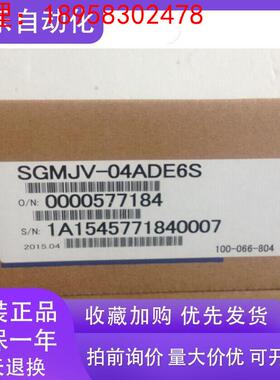 18958302478
自动化
SGMJV-04ADE6S
O/N: 0000577184
S/N: 1A1545771840007
2015.04
100-066-804
装正品
保一年
天退换
收藏加购 优先发货
拍前询价 量大价优 可开票